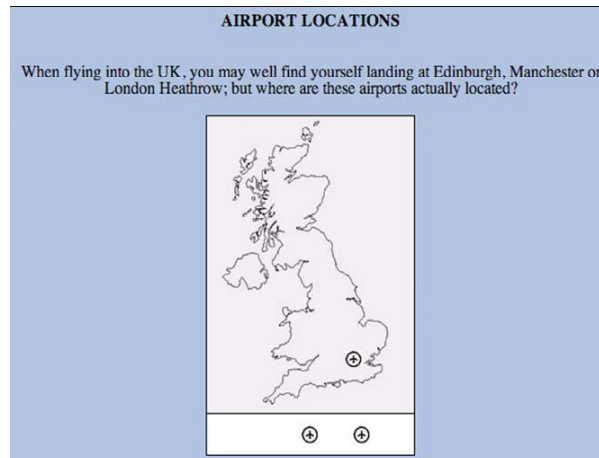 AIRPORT LOCATIONS
When flying into the UK, you may well find yourself landing at Edinburgh, Manchester or
London Heathrow; but where are these airports actually located?